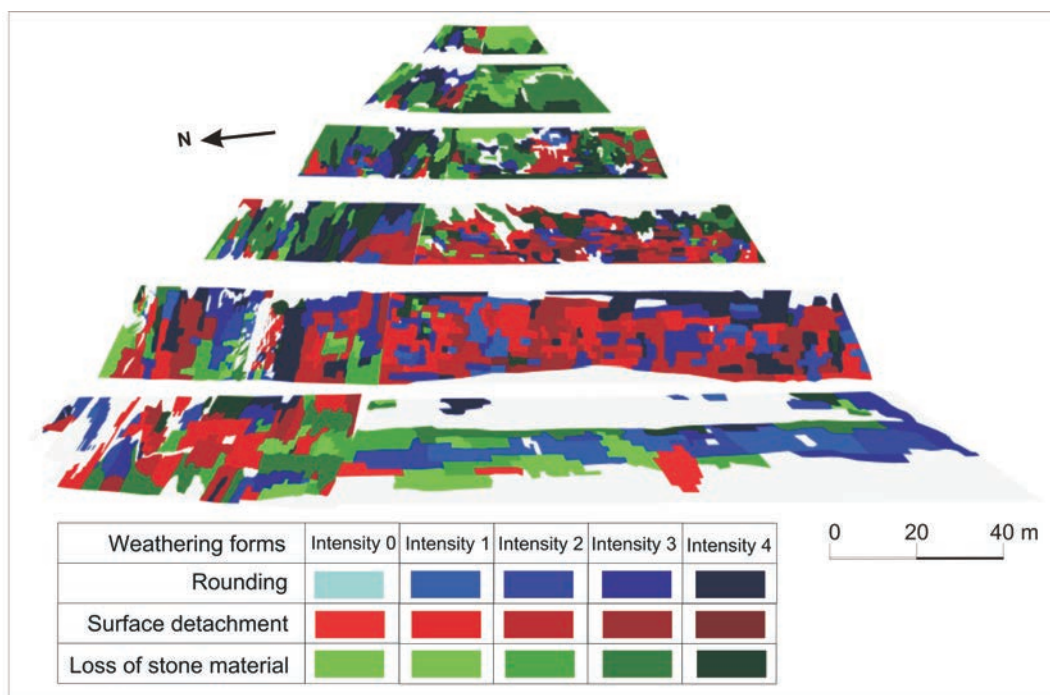 N
Weathering forms Intensity 0 Intensity 1 Intensity 2 Intensity 3 Intensity 4
Rounding
Surface detachment
Loss of stone material
0 20 40 m